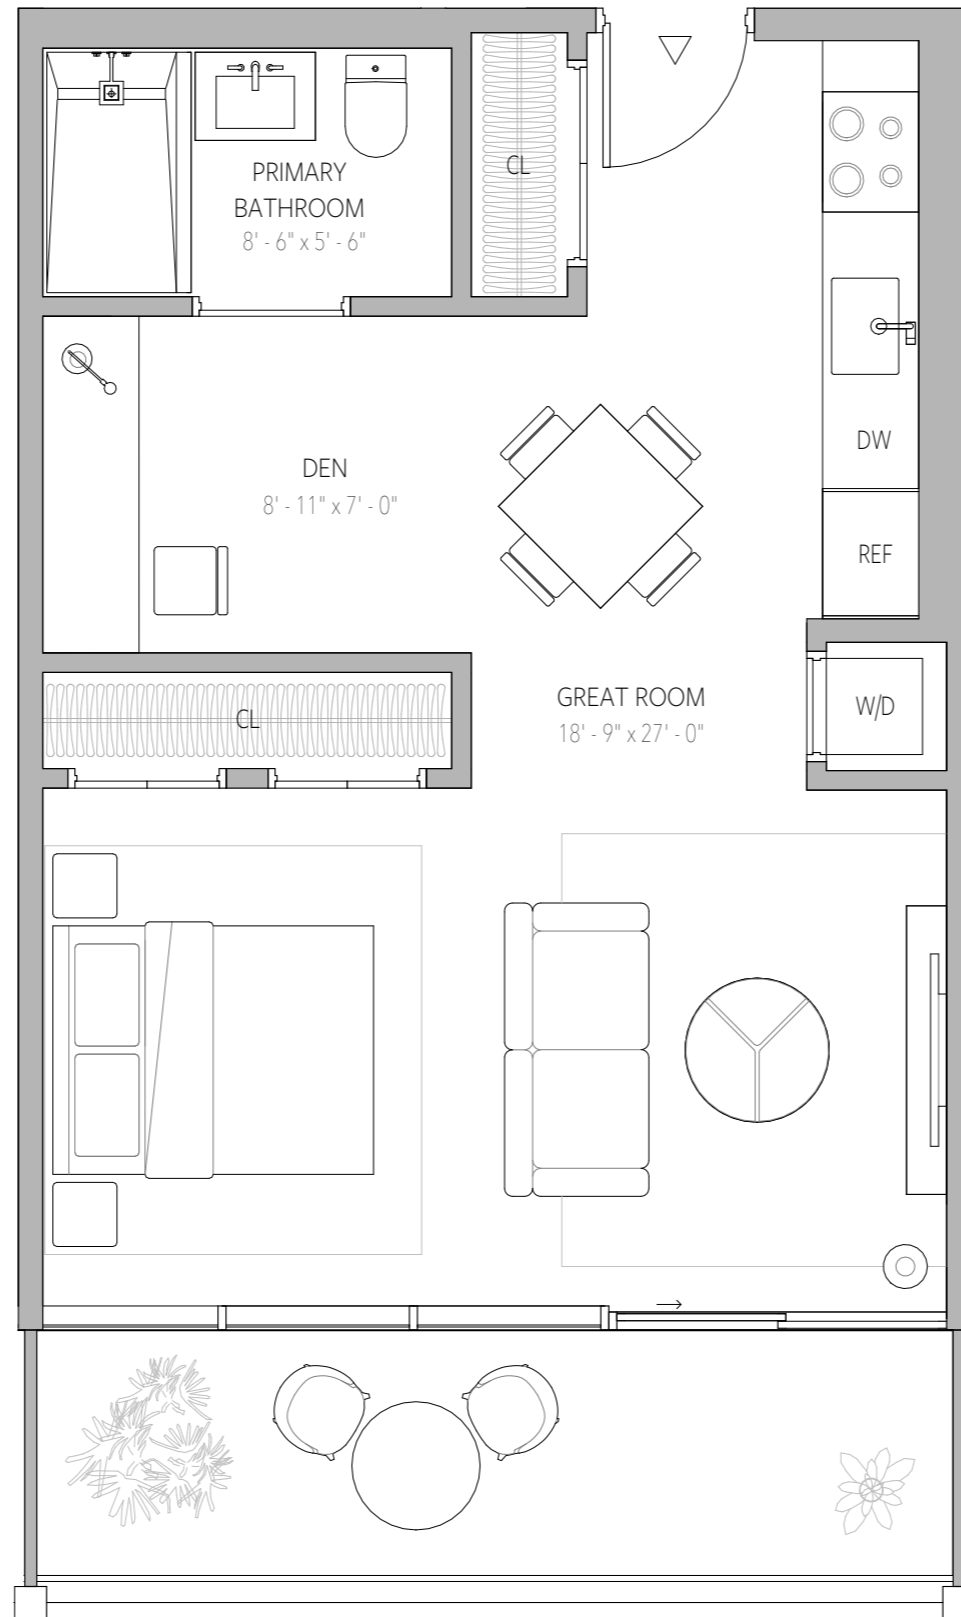 CL
PRIMARY
BATHROOM
8' - 6" x 5' - 6"
DW
DEN
8' - 11" x 7' - 0"
REF
GREAT ROOM
18' - 9" x 27' - 0"
W/D
CL